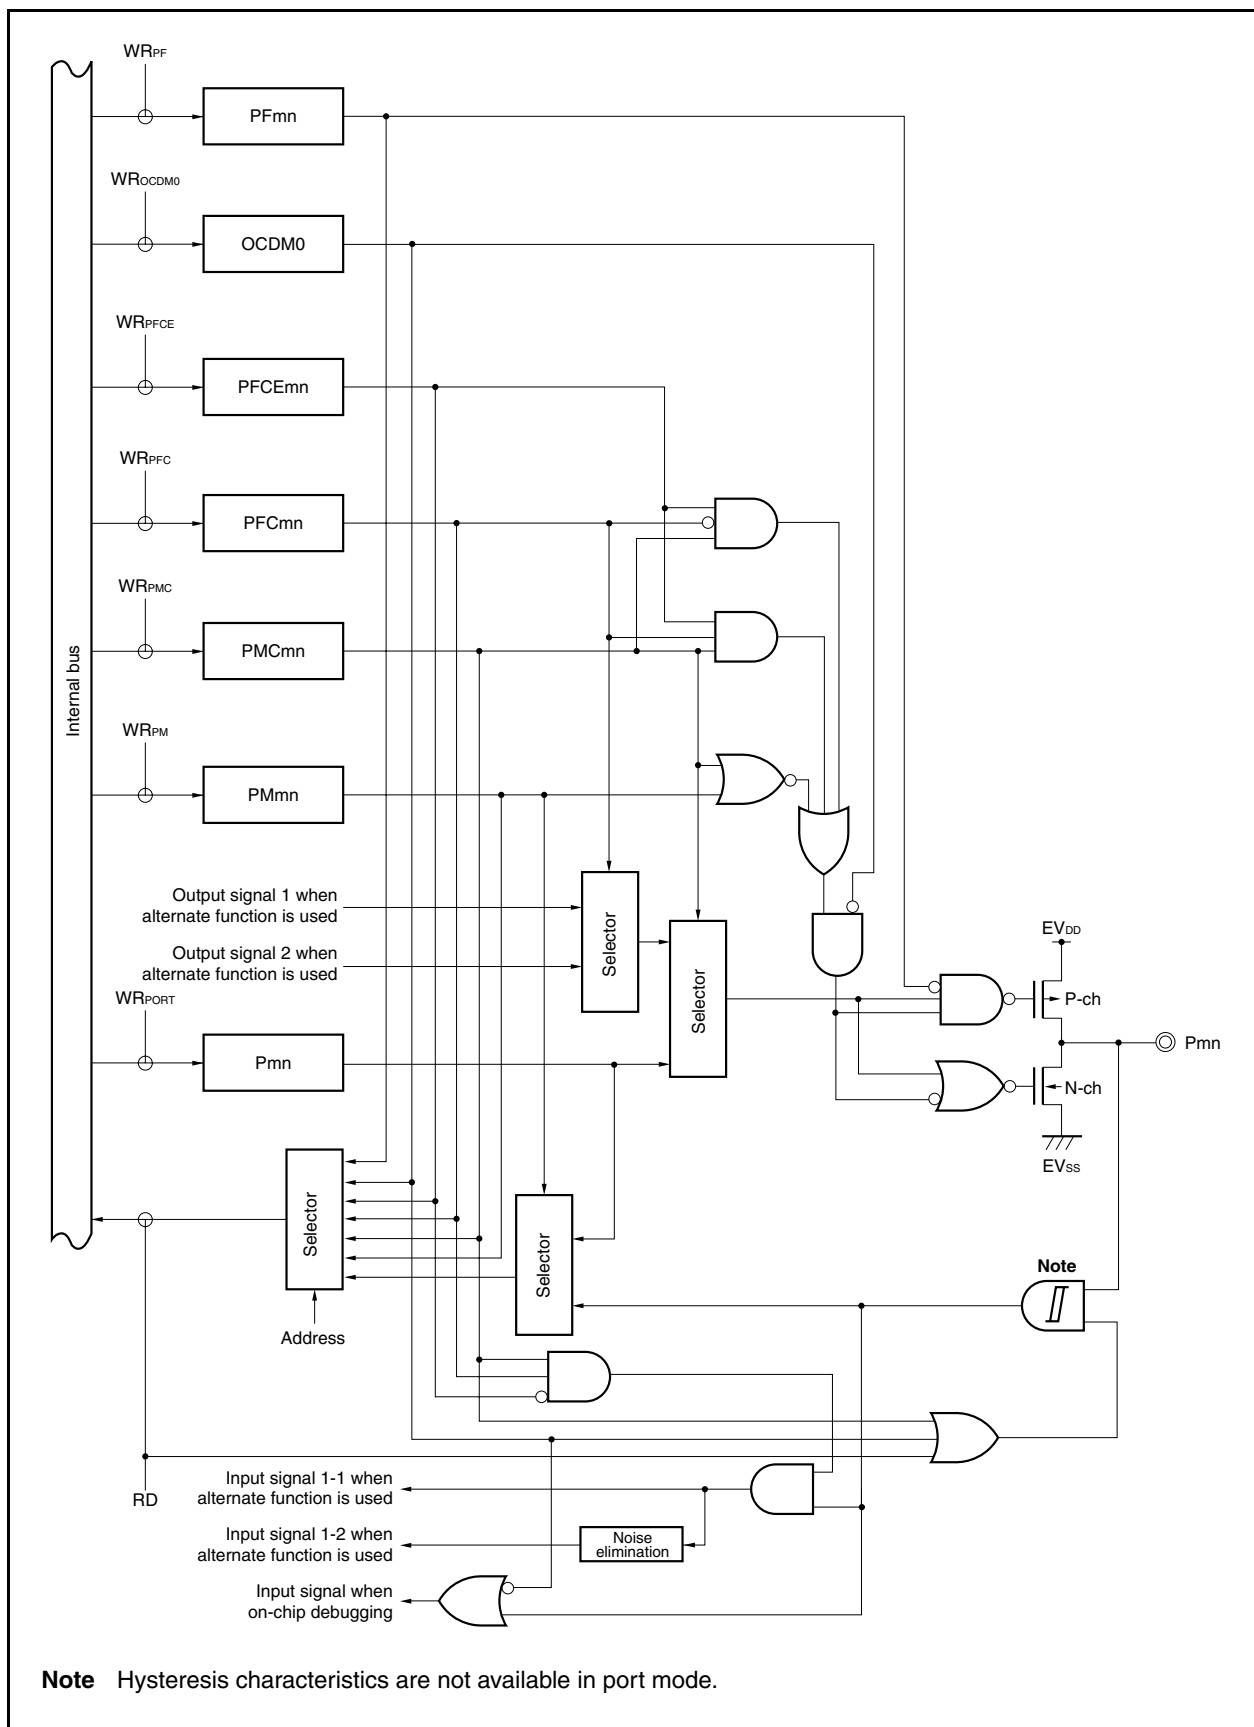 WRPF
PFmn
WROCDM0
OCDM0
WRPFCE
PFCEmn
WRPFC
PFCmn
WRPMC
PMCmn
Internal bus
WRPM
PMmn
Output signal 1 when
alternate function is used
Output signal 2 when
alternate function is used
Selector
Selector
EVDD
P-ch
WRPORT
Pmn
Pmn
N-ch
EVSS
Selector
Selector
Note
Address
RD
Input signal 1-1 when
alternate function is used
Input signal 1-2 when
alternate function is used
Noise
elimination
Input signal when
on-chip debugging
Note Hysteresis characteristics are not available in port mode.